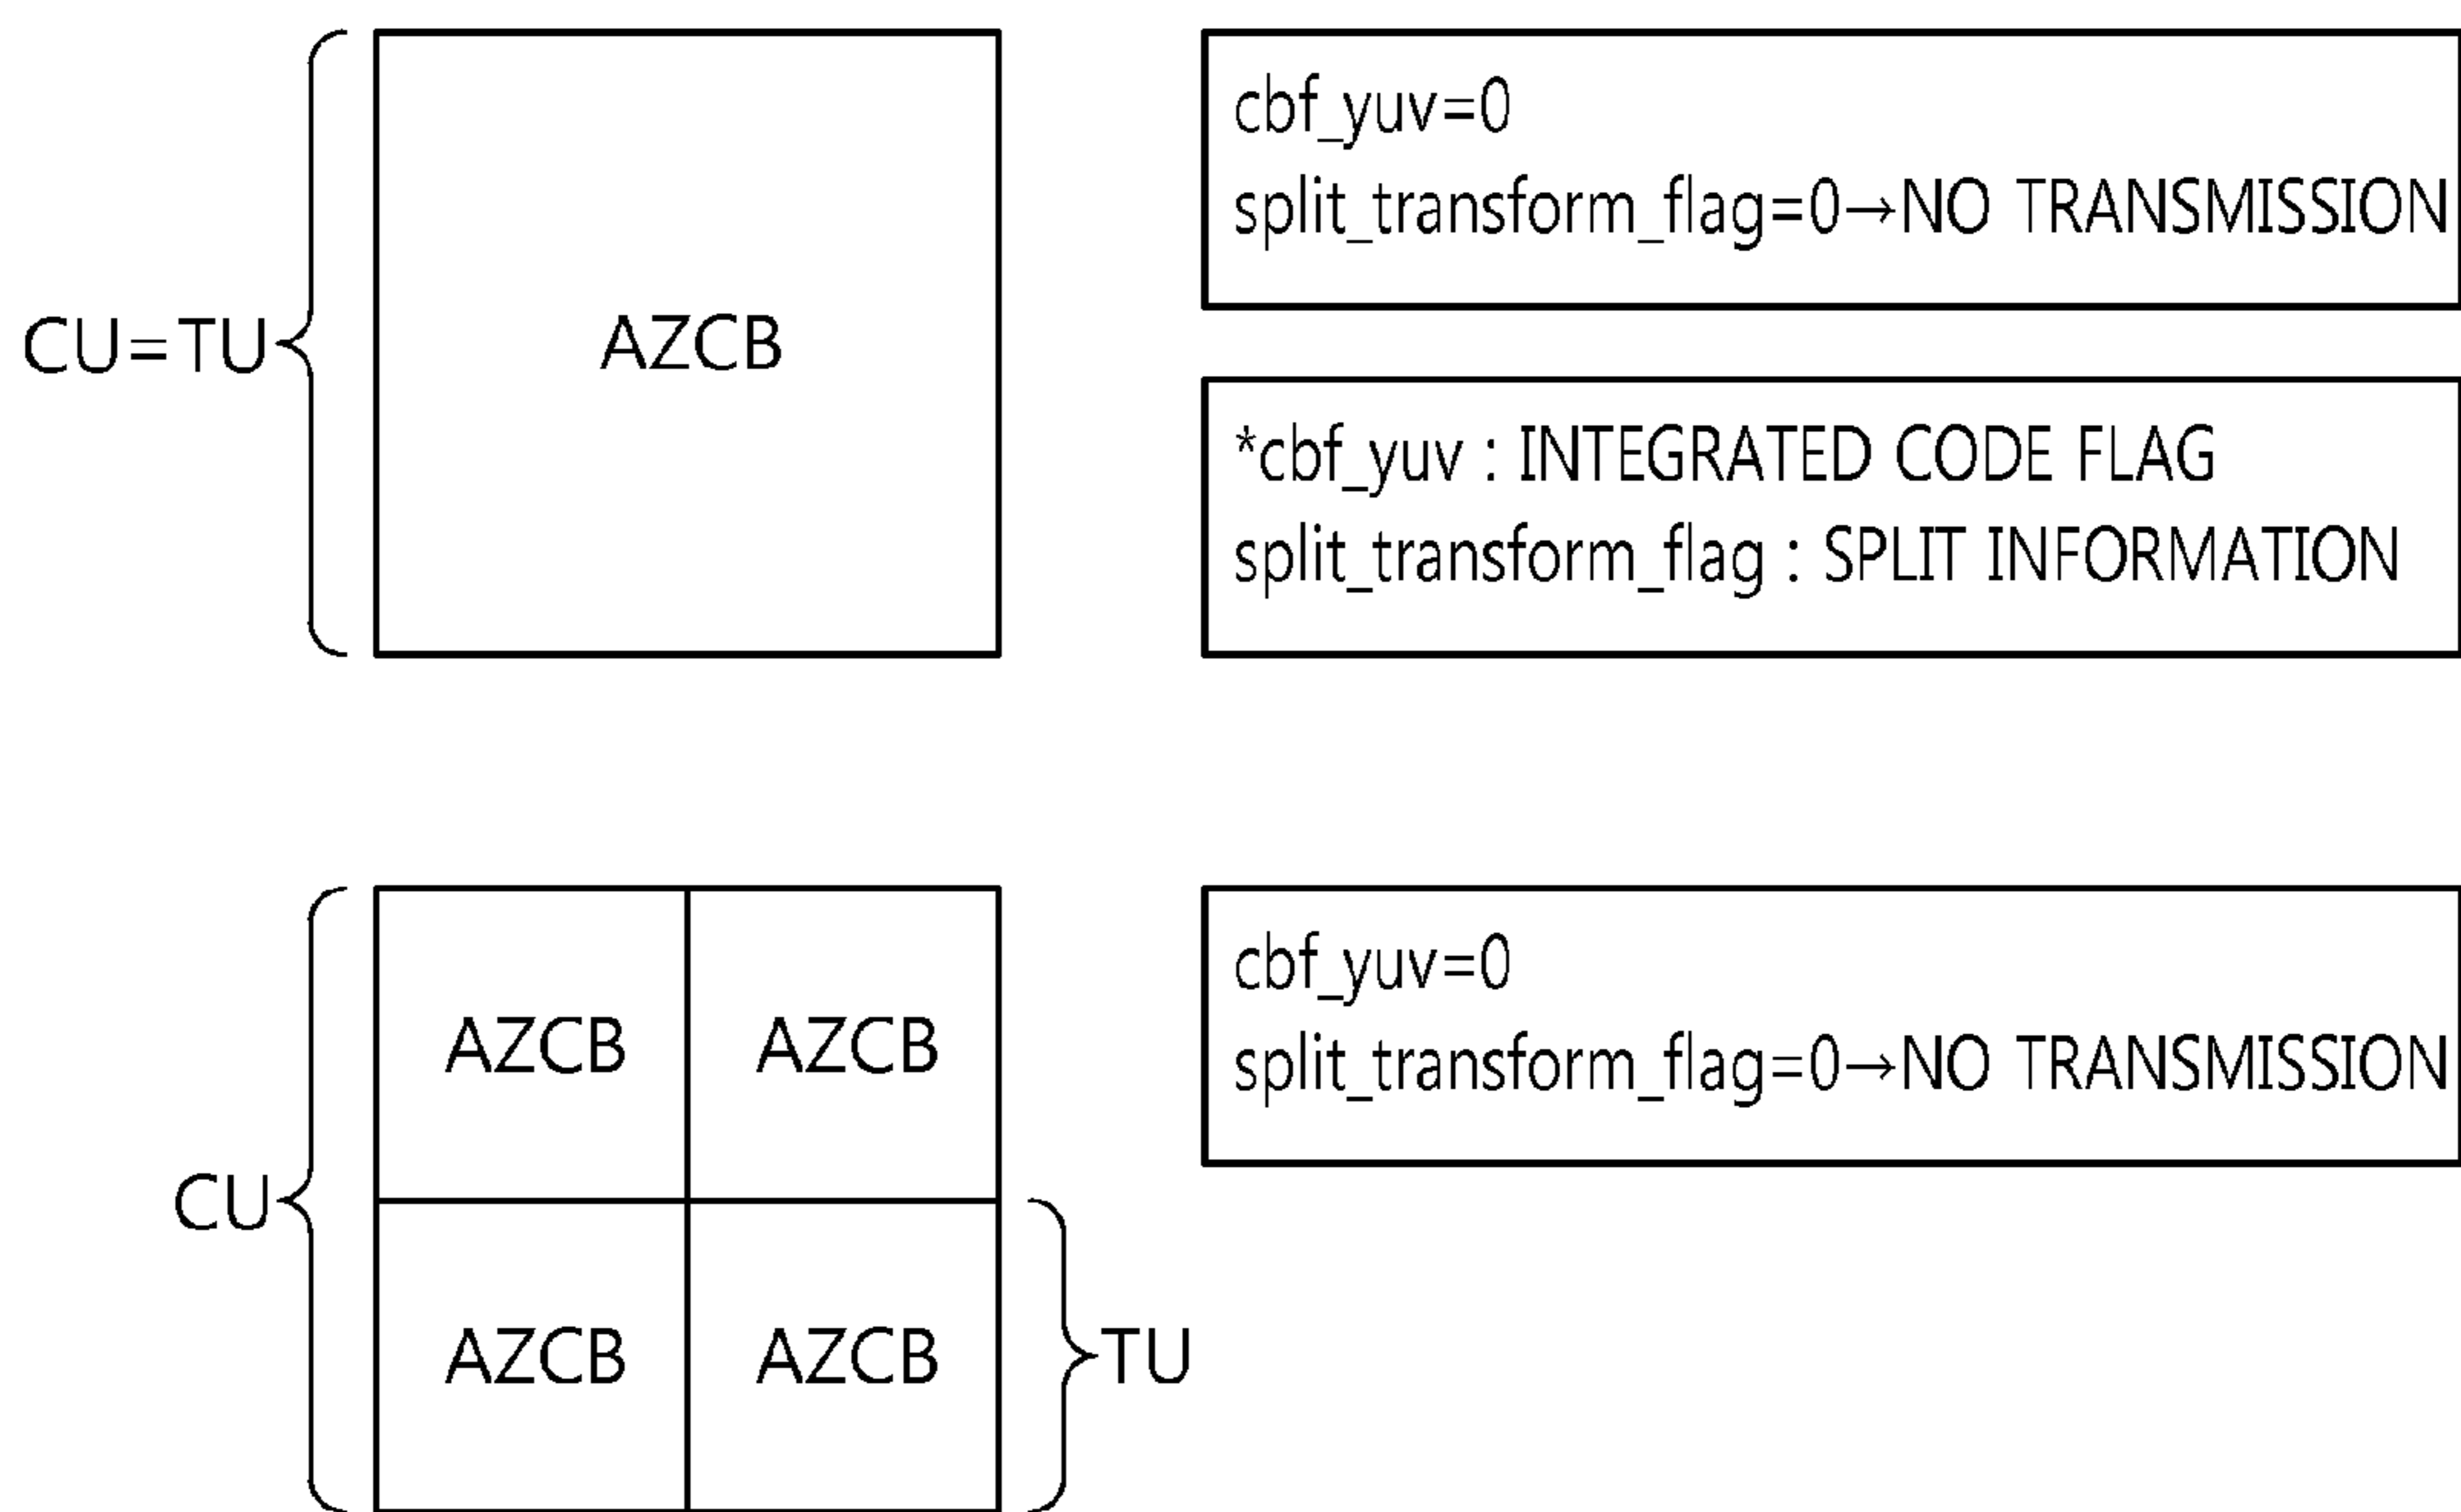 CU=TU
AZCB
cbf_yuv=0
split_transform_flag=0→NO TRANSMISSION
*cbf_yuv : INTEGRATED CODE FLAG
split_transform_flag : SPLIT INFORMATION
CU
AZCB AZCB
AZCB AZCB
TU
cbf_yuv=0
split_transform_flag=0→NO TRANSMISSION